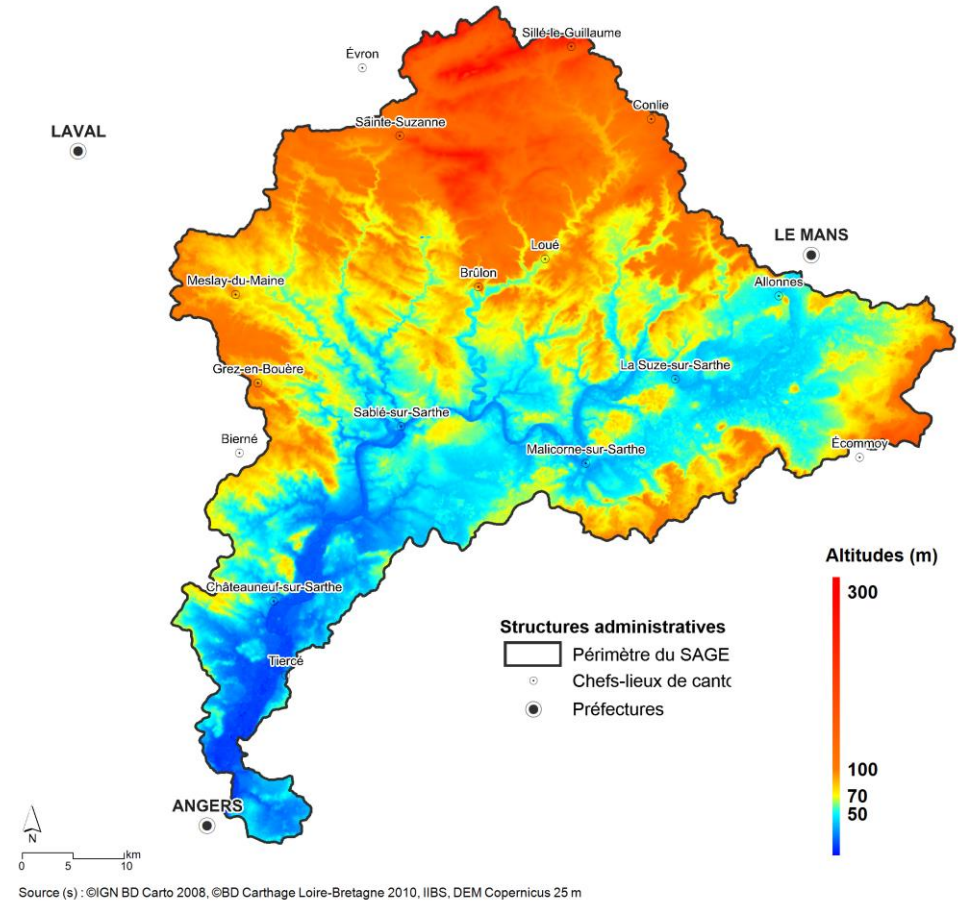 Sillé-le-Guillaume
Évron
Conlie
LAVAL
Sainte-Suzanne
LE MANS
Loué
Meslay-du-Maine
Brûlon
Allonnes
Grez-en-Bouère
La Suze-sur-Sarthe
Sablé-sur-Sarthe
Bierné
Malicorne-sur-Sarthe
Écommoy
Altitudes (m)
300
100
70
50
Châteauneuf-sur-Sarthe
Structures administratives
Périmètre du SAGE
Chefs-lieux de cantc
Préfectures
Tiercé
ANGERS
N
km
0 5 10
Source (s) : ©IGN BD Carto 2008, ©BD Carthage Loire-Bretagne 2010, IIBS, DEM Copernicus 25 m